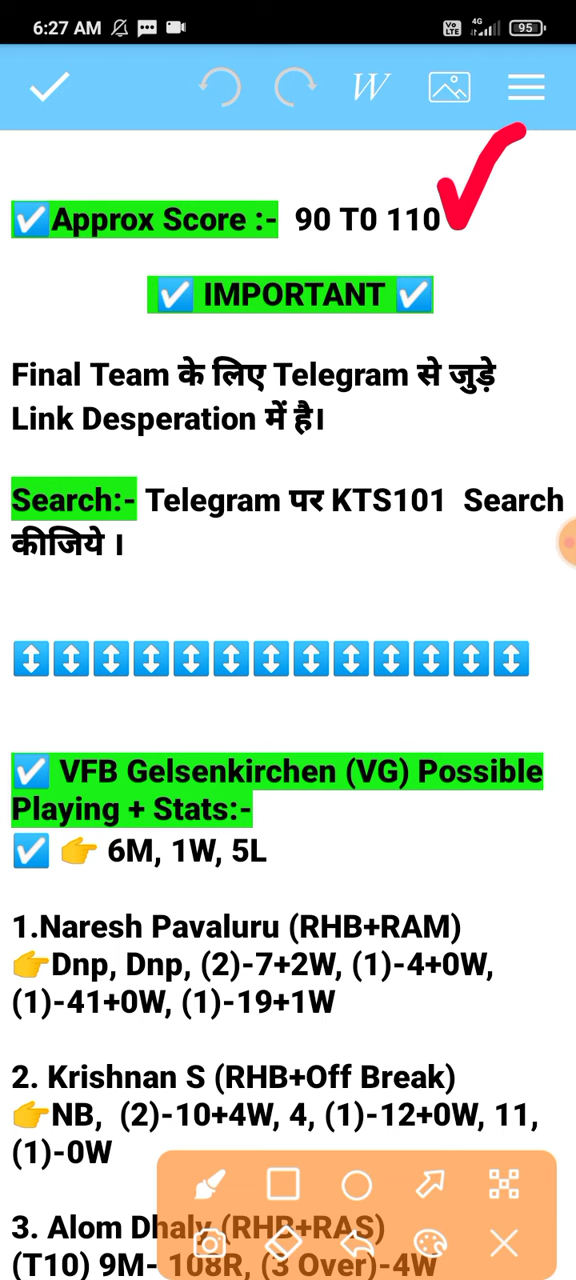 6:27 AM
Vo LTE 4G 95
W
✅Approx Score :- 90 T0 110
✅ IMPORTANT ✅
Final Team के लिए Telegram से जुड़े
Link Desperation में है।
Search:- Telegram पर KTS101 Search
कीजिये ।
✅ VFB Gelsenkirchen (VG) Possible
Playing + Stats:-
☑️ 👉 6M, 1W, 5L
1.Naresh Pavaluru (RHB+RAM)
👉Dnp, Dnp, (2)-7+2W, (1)-4+0W,
(1)-41+0W, (1)-19+1W
2. Krishnan S (RHB+Off Break)
👉NB, (2)-10+4W, 4, (1)-12+0W, 11,
(1)-0W
3. Alom Dhaly (RHB+RAS)
(T10) 9M- 108R, (3 Over)-4W